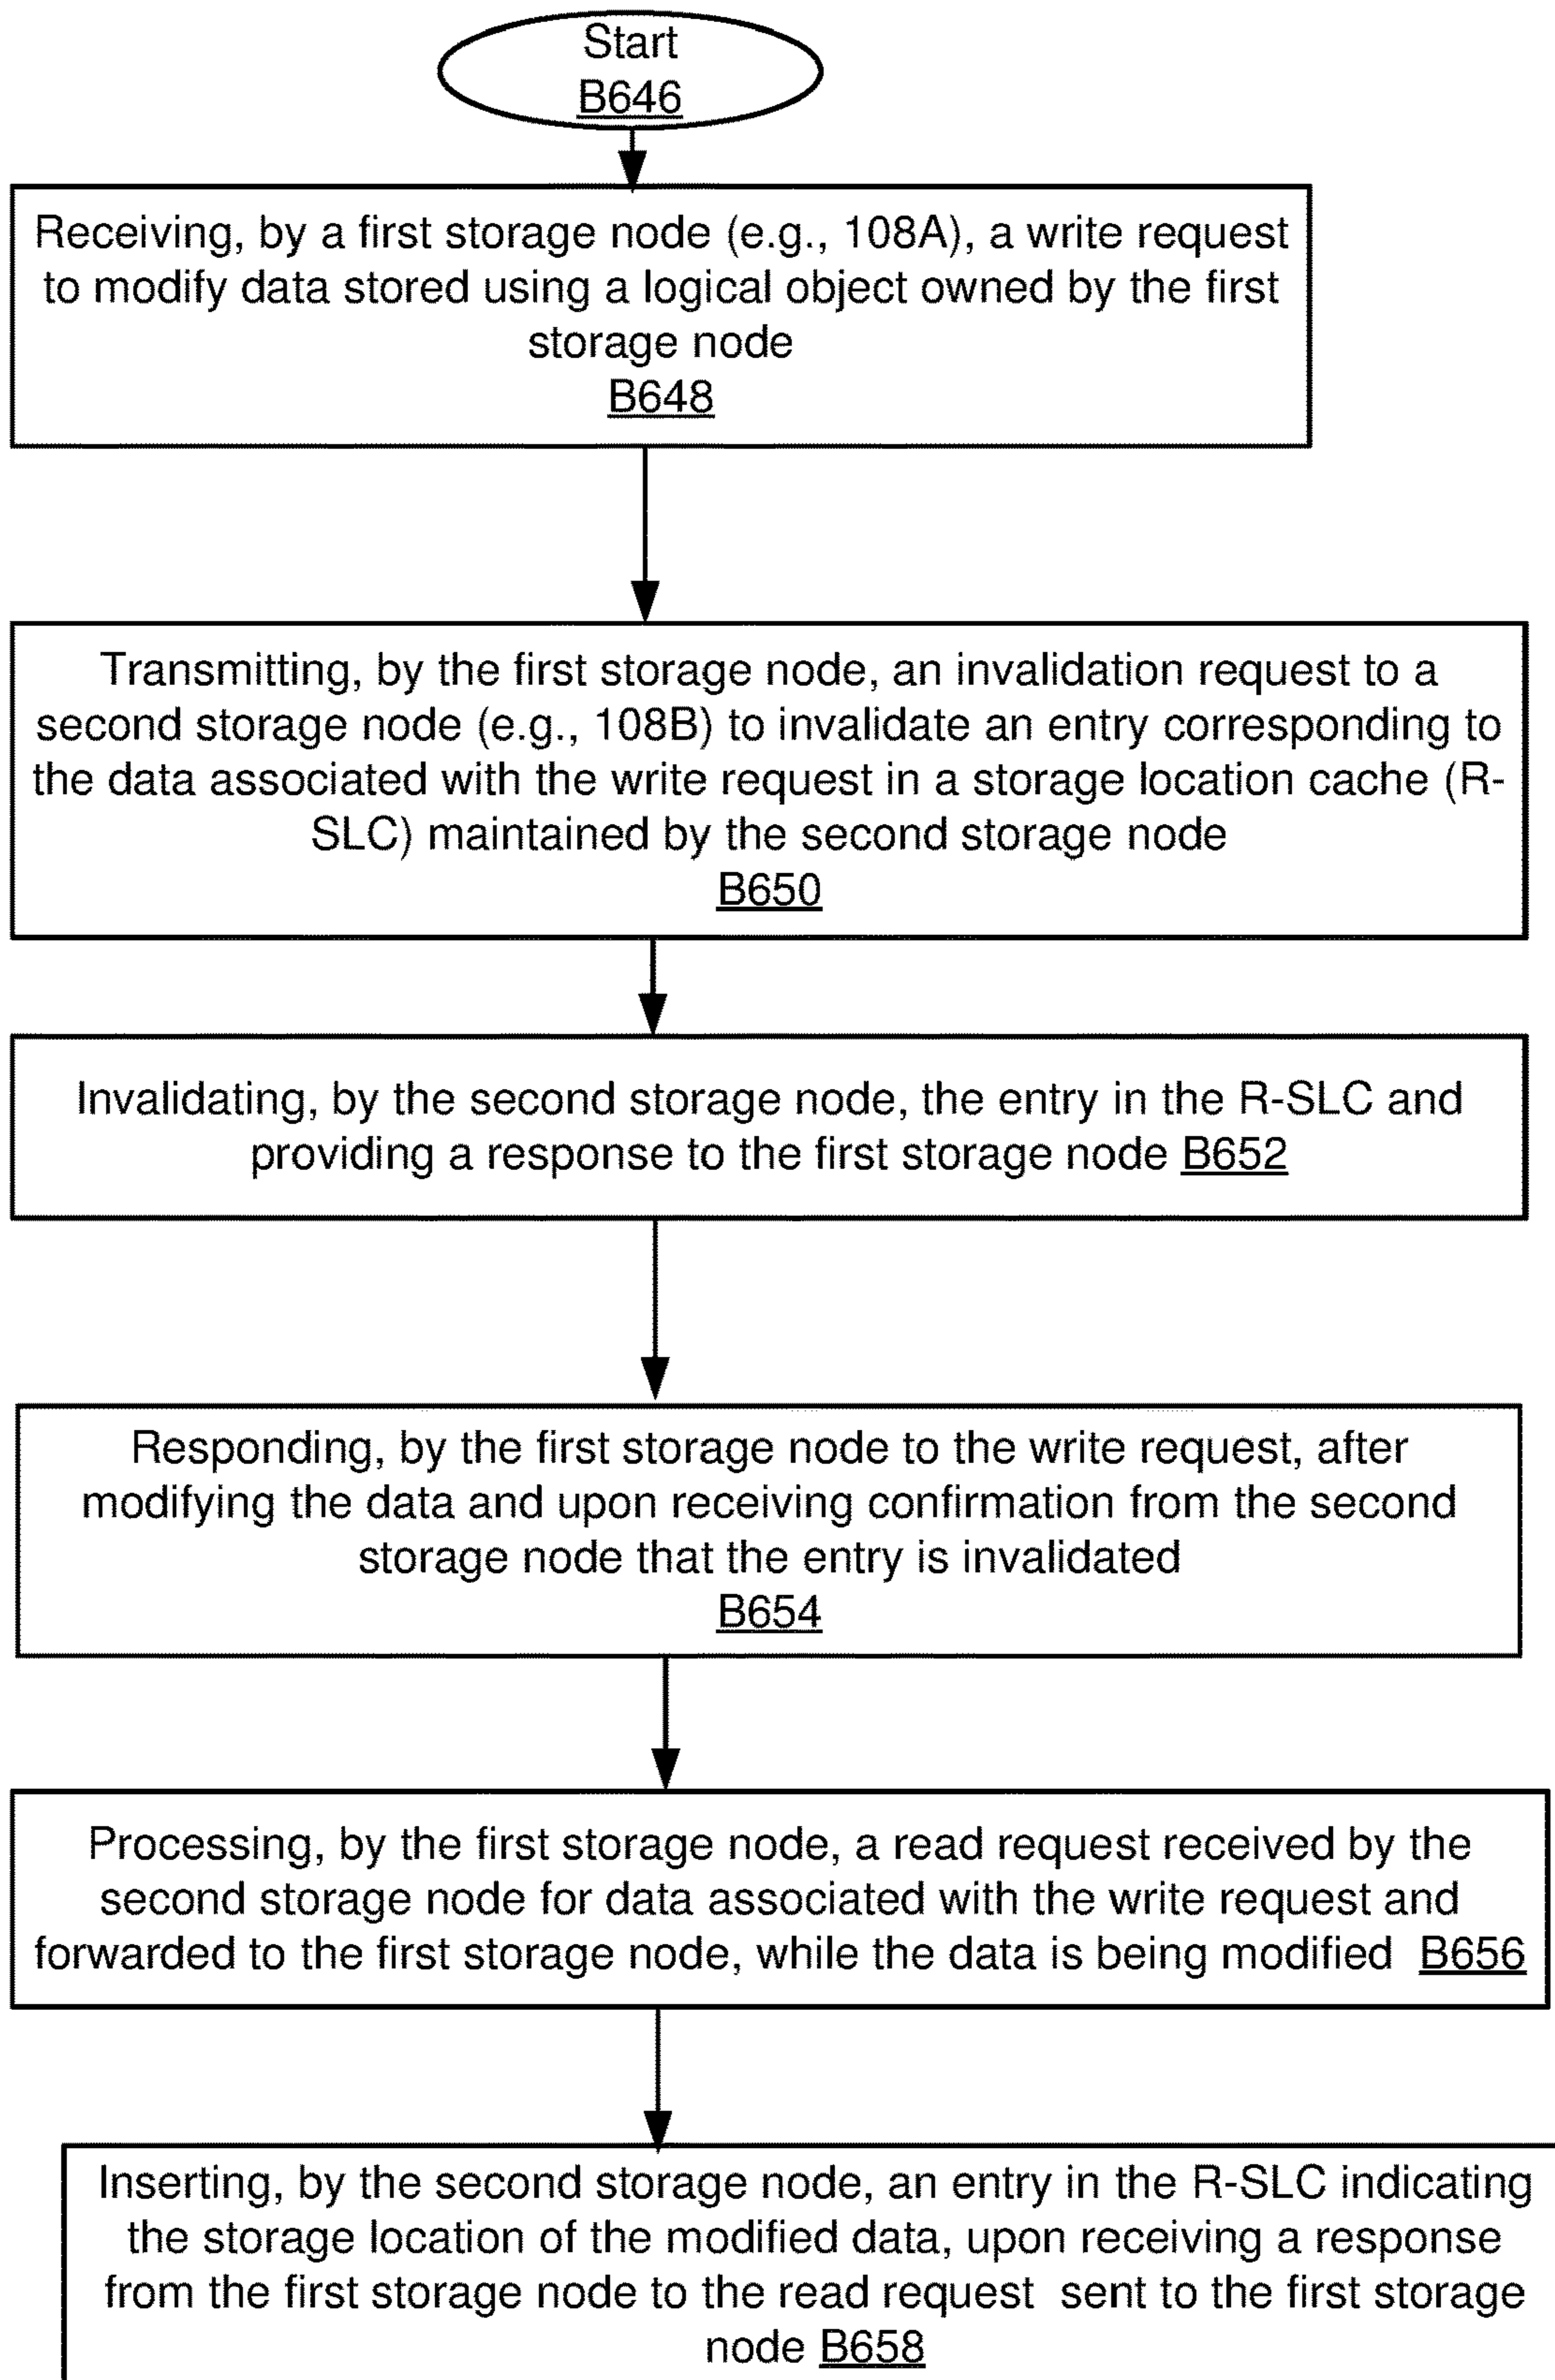 Start
B646
Receiving, by a first storage node (e.g., 108A), a write request
to modify data stored using a logical object owned by the first
storage node
B648
Transmitting, by the first storage node, an invalidation request to a
second storage node (e.g., 108B) to invalidate an entry corresponding to
the data associated with the write request in a storage location cache (R-
SLC) maintained by the second storage node
B650
Invalidating, by the second storage node, the entry in the R-SLC and
providing a response to the first storage node B652
Responding, by the first storage node to the write request, after
modifying the data and upon receiving confirmation from the second
storage node that the entry is invalidated
B654
Processing, by the first storage node, a read request received by the
second storage node for data associated with the write request and
forwarded to the first storage node, while the data is being modified B656
Inserting, by the second storage node, an entry in the R-SLC indicating
the storage location of the modified data, upon receiving a response
from the first storage node to the read request sent to the first storage
node B658